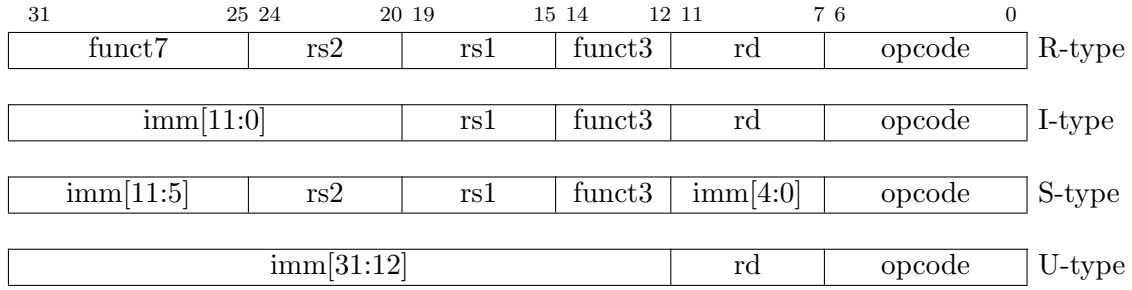 31 25 24 20 19 15 14 12 11 7 6 0
funct7 rs2 rs1 funct3 rd opcode R-type
imm[11:0] rs1 funct3 rd opcode I-type
imm[11:5] rs2 rs1 funct3 imm[4:0] opcode S-type
imm[31:12] rd opcode U-type